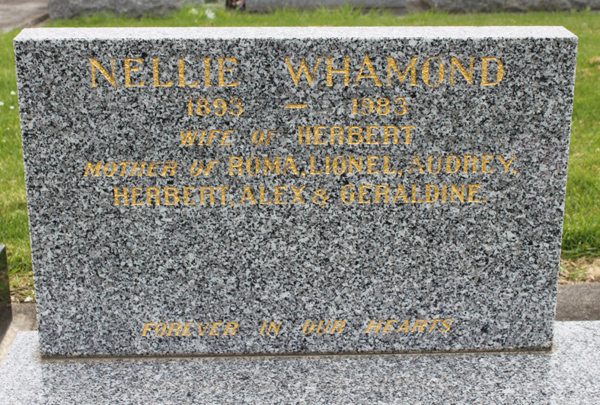 NELLIE WHAMOND
1893 — 1983
WIFE OF HERBERT
MOTHER OF ROMA, LIONEL, AUDREY,
HERBERT, ALEX & GERALDINE.
FOREVER IN OUR HEARTS